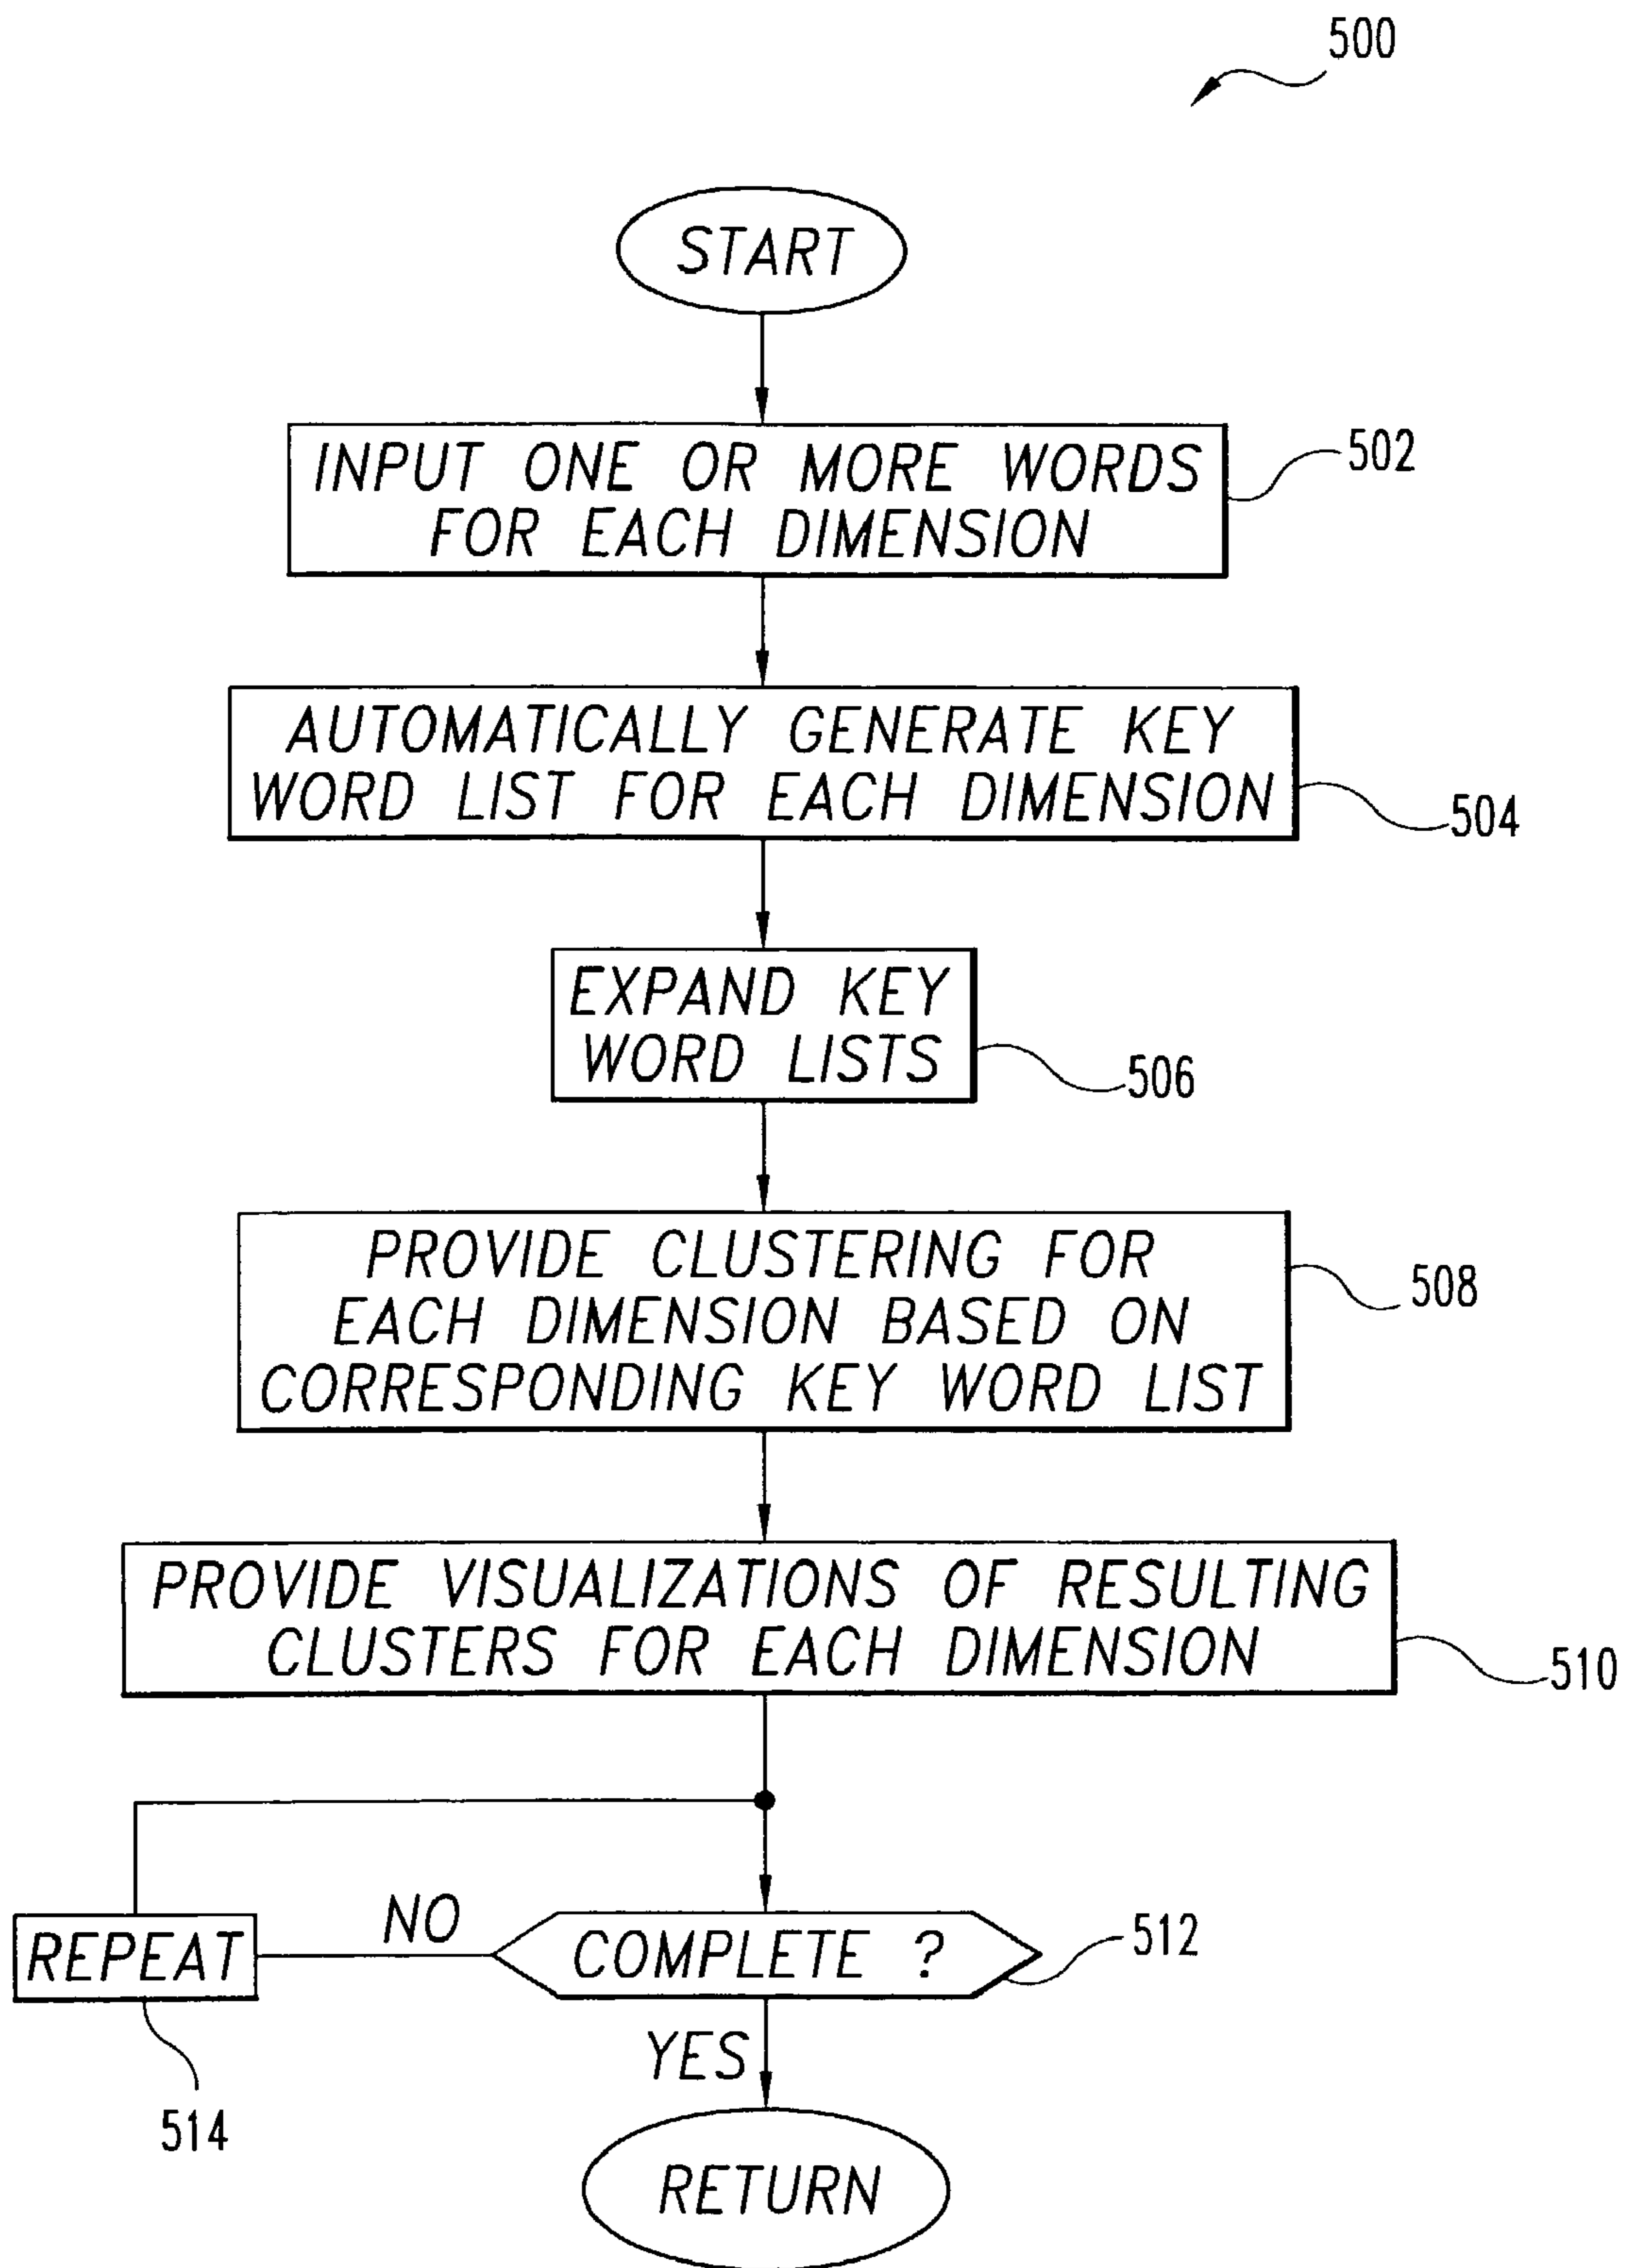 500
START
INPUT ONE OR MORE WORDS
FOR EACH DIMENSION
502
AUTOMATICALLY GENERATE KEY
WORD LIST FOR EACH DIMENSION
504
EXPAND KEY
WORD LISTS
506
PROVIDE CLUSTERING FOR
EACH DIMENSION BASED ON
CORRESPONDING KEY WORD LIST
508
PROVIDE VISUALIZATIONS OF RESULTING
CLUSTERS FOR EACH DIMENSION
510
REPEAT
NO
COMPLETE ?
512
YES
514
RETURN